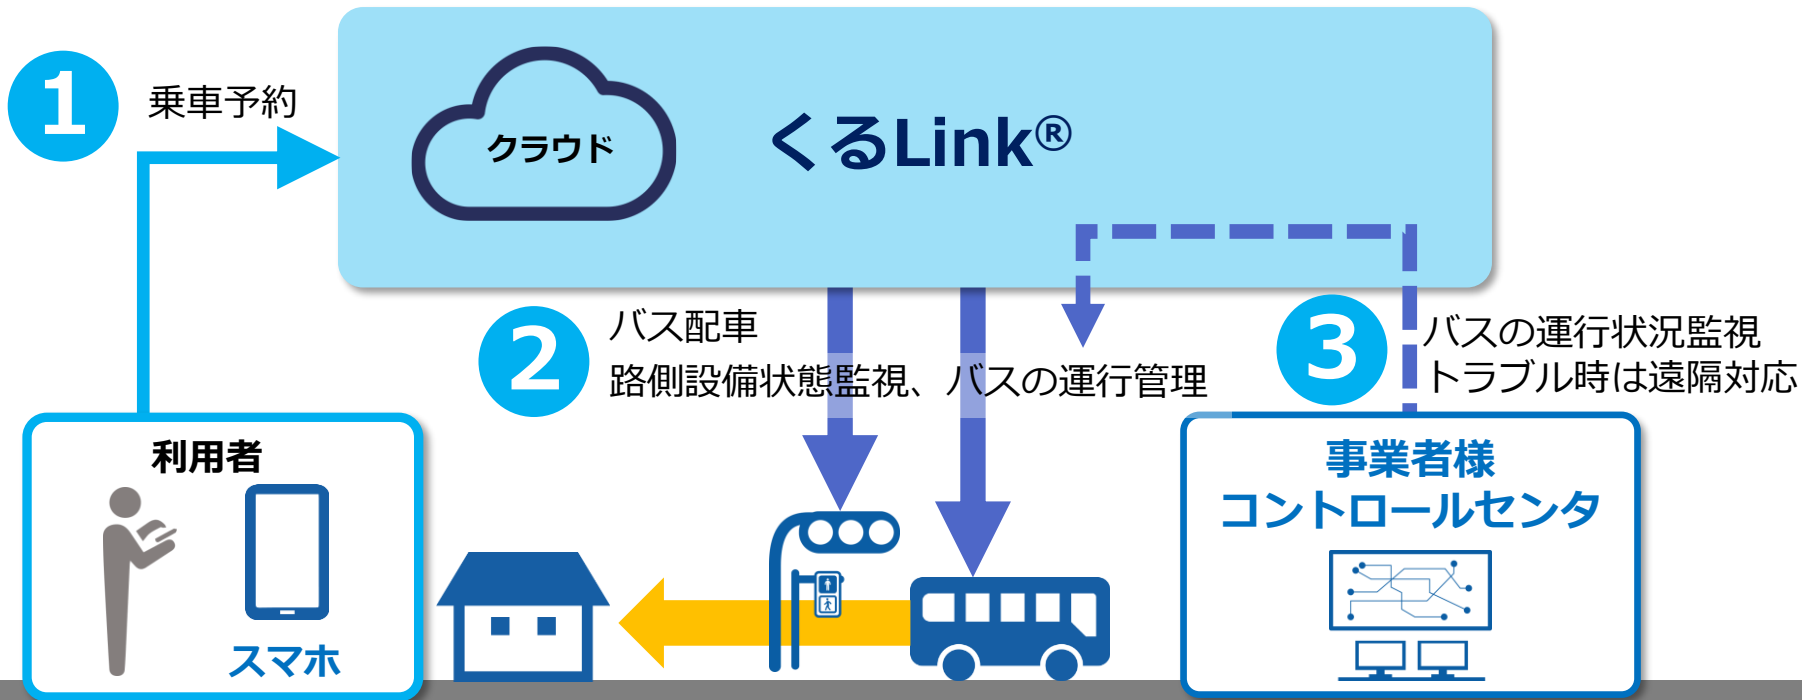 1
乗車予約
クラウド
くるLink®
2
バス配車
路側設備状態監視、バスの運行管理
3
バスの運行状況監視
トラブル時は遠隔対応
利用者
スマホ
事業者様
コントロールセンタ